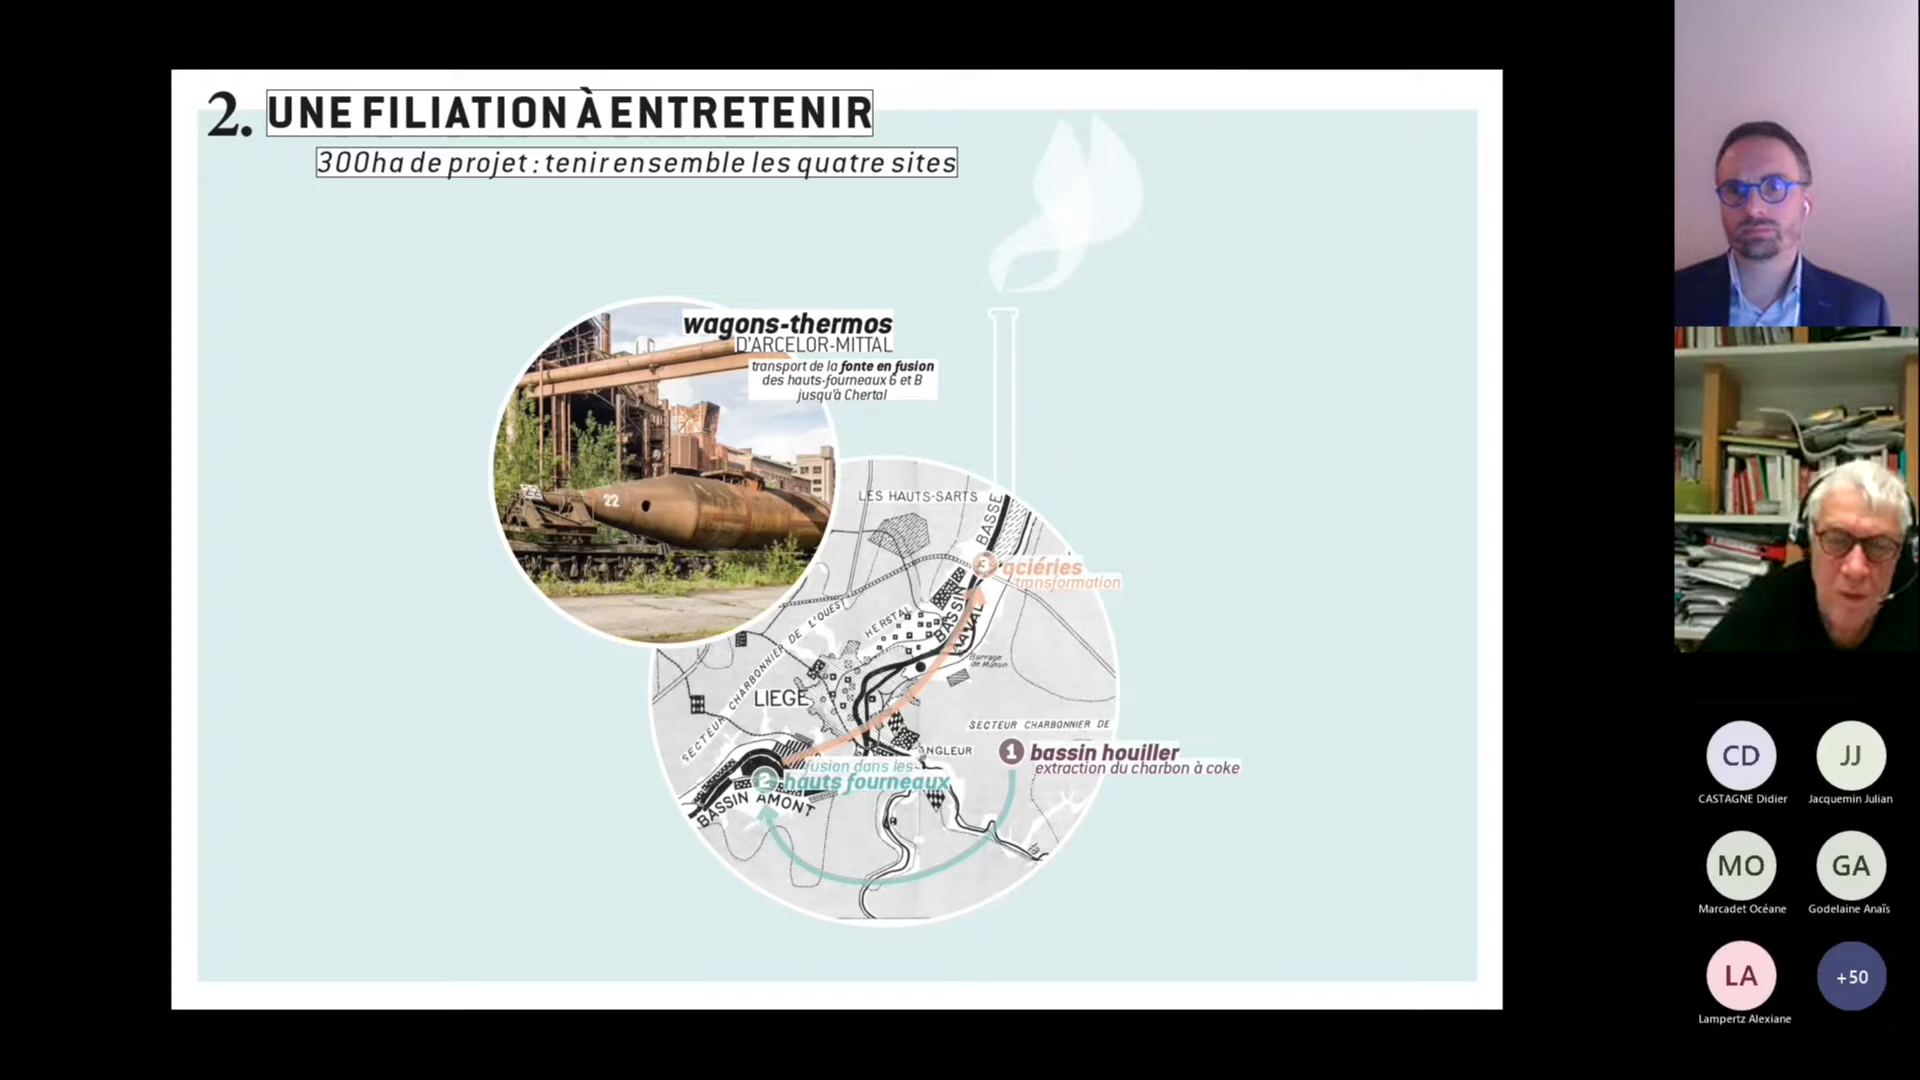 2. UNE FILIATION À ENTRETENIR
300ha de projet : tenir ensemble les quatre sites
wagons-thermos
D'ARCELOR-MITTAL
transport de la fonte en fusion
des hauts-fourneaux 6 et B
jusqu'à Chertal
22
22
LES HAUTS-SARTS
BASSE
3 aciéries
transformation
BASSIN AVAL
HERSTAL
SECTEUR CHARBONNIER DE L'OUEST
Barrage
de Monsin
LIEGE
SECTEUR CHARBONNIER DE
ANGLEUR
1 bassin houiller
extraction du charbon à coke
fusion dans les
2 hauts fourneaux
BASSIN AMONT
CD
CASTAGNE Didier
JJ
Jacquemin Julian
MO
Marcadet Océane
GA
Godelaine Anaïs
LA
Lampertz Alexiane
+50